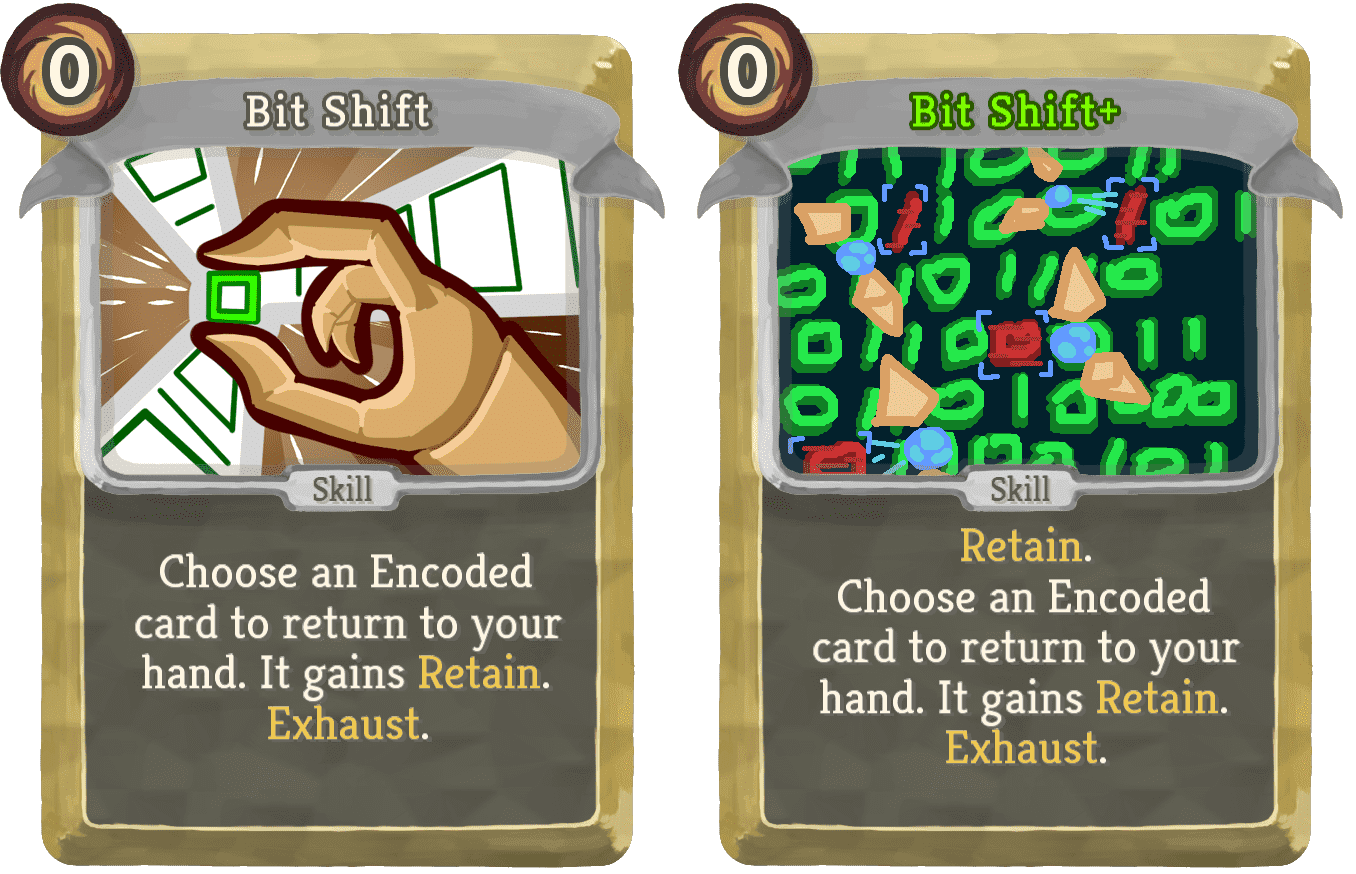 0
Bit Shift
Skill
Choose an Encoded
card to return to your
hand. It gains Retain.
Exhaust.
0
Bit Shift+
Skill
Retain.
Choose an Encoded
card to return to your
hand. It gains Retain.
Exhaust.